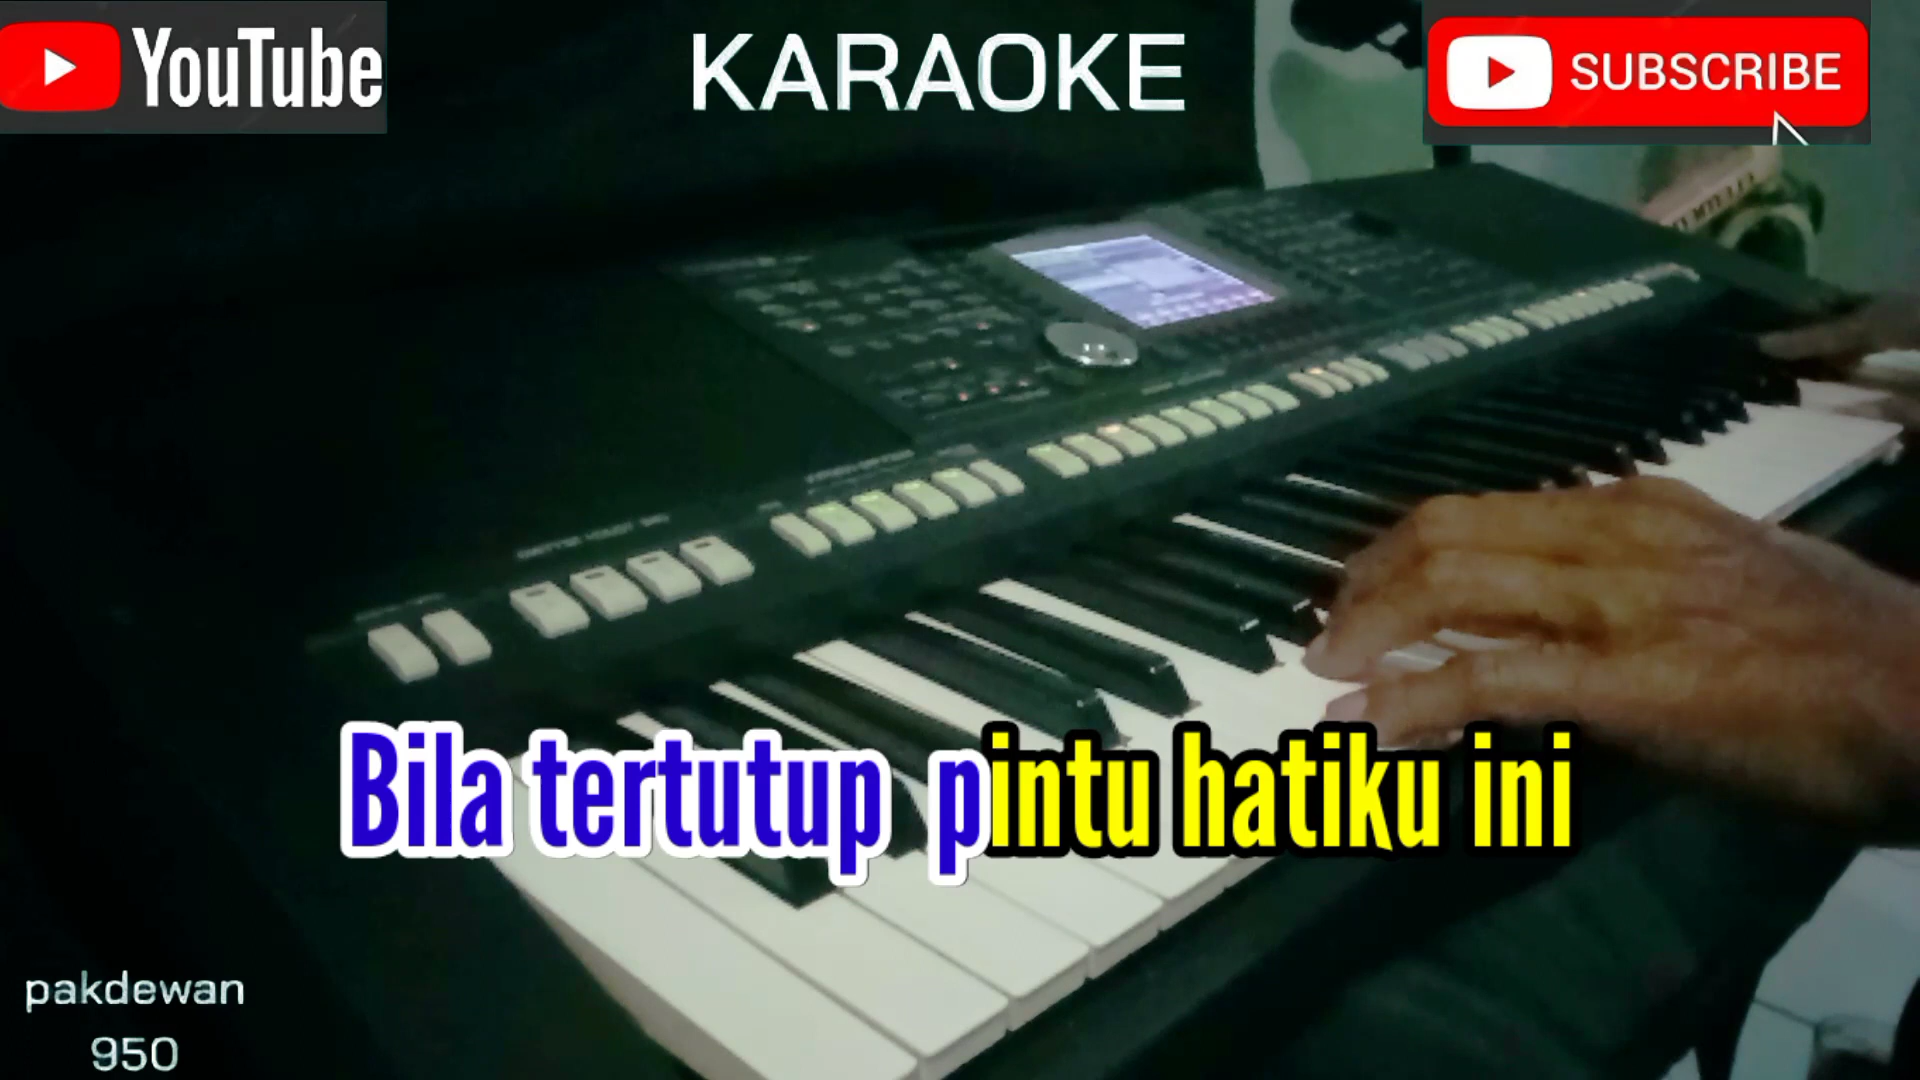 YouTube
KARAOKE
SUBSCRIBE
Bila tertutup pintu hatiku ini
pakdewan
950